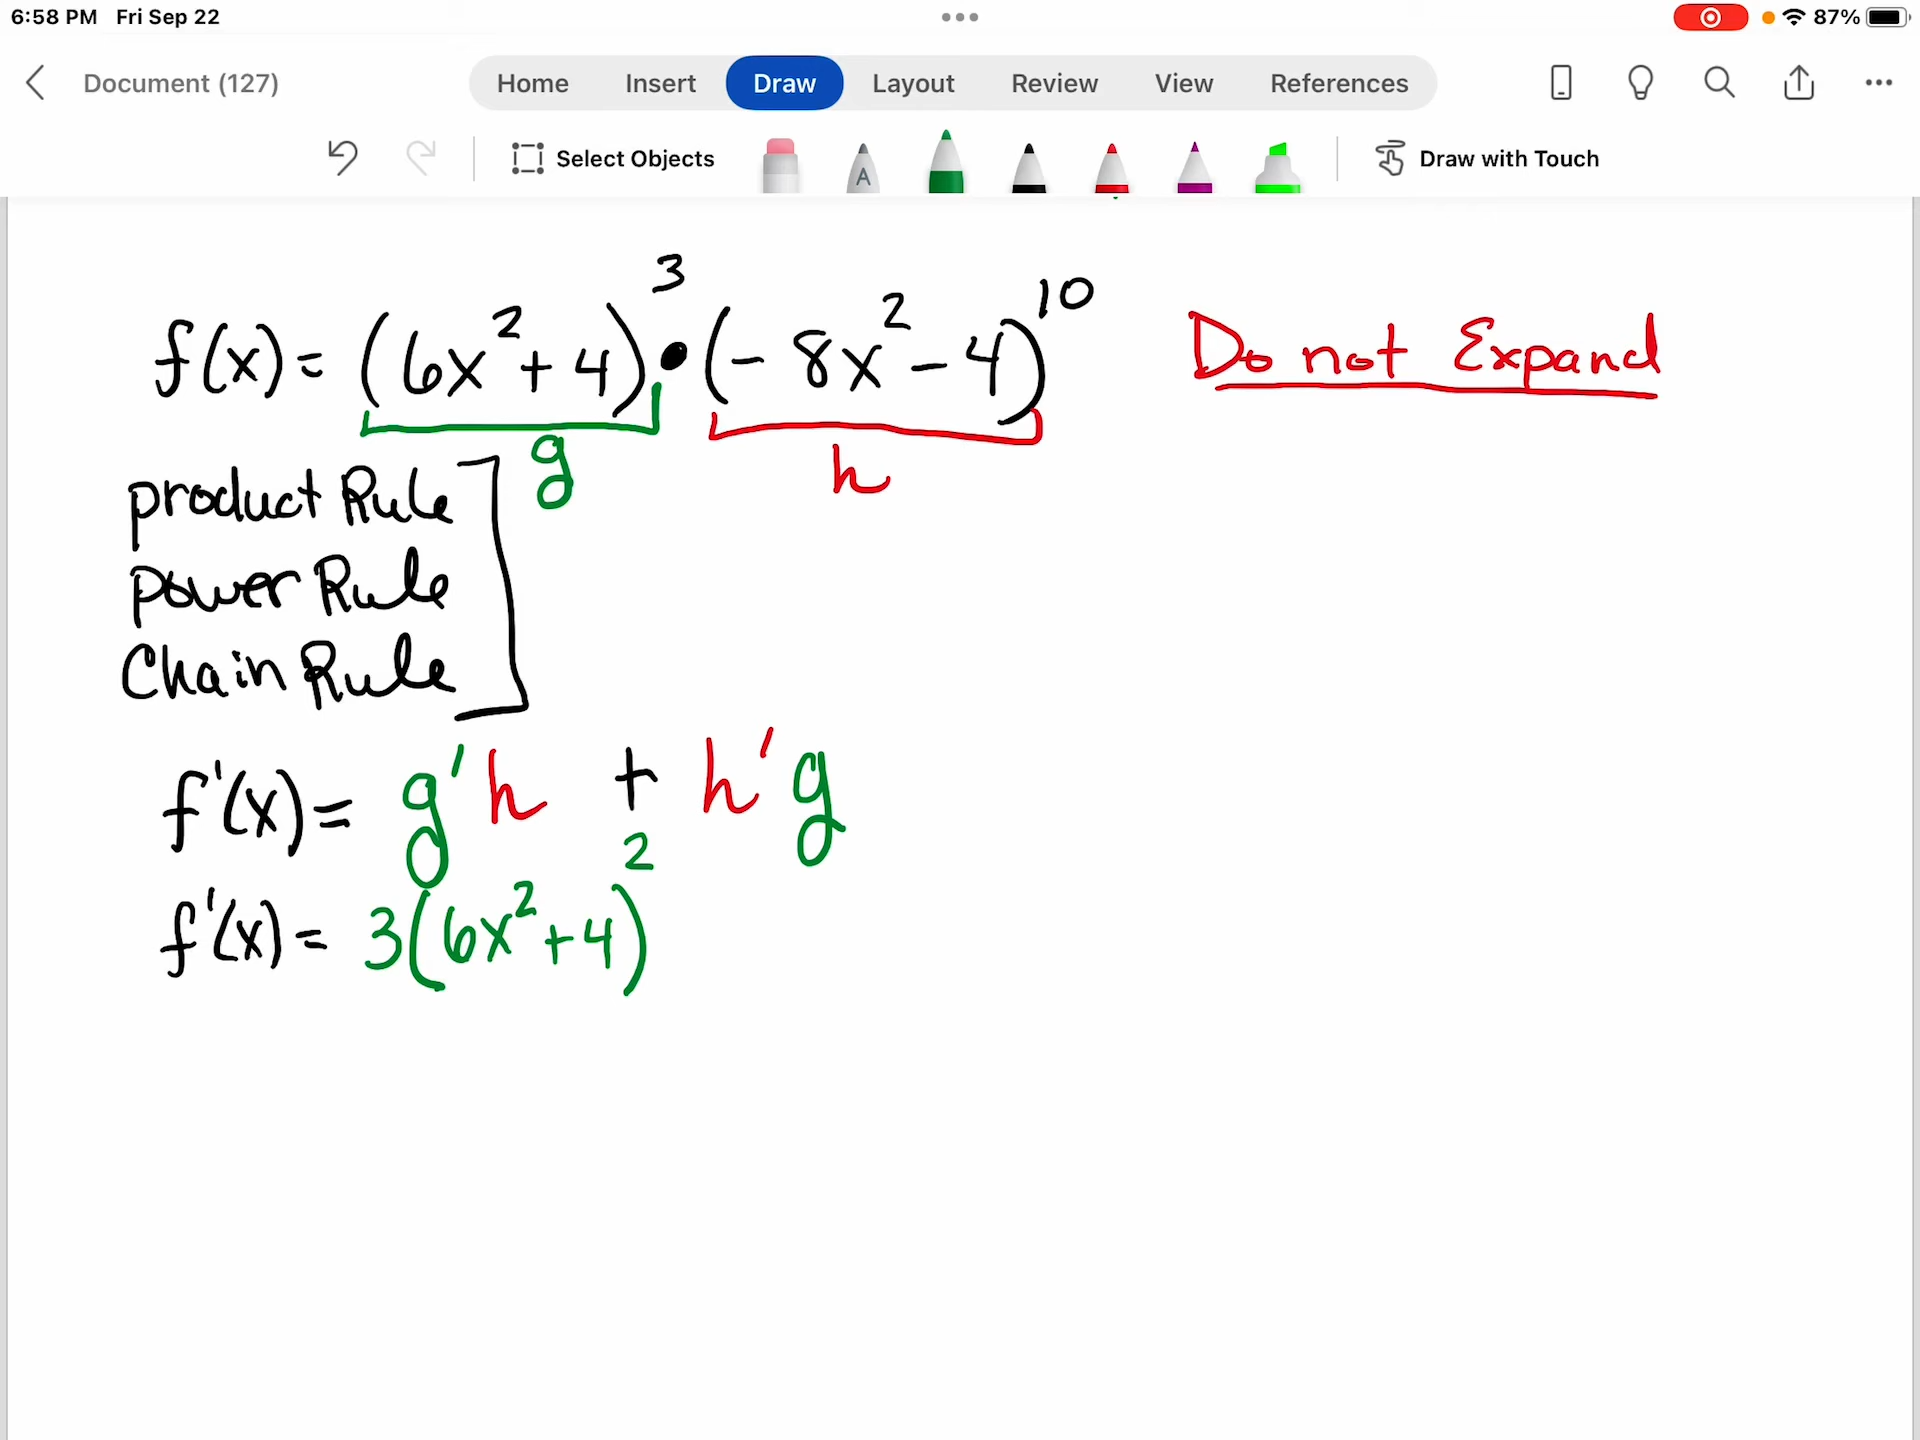 6:58 PM Fri Sep 22 87%
Document (127) Home Insert Draw Layout Review View References
Select Objects A Draw with Touch
f(x) = (6x² + 4)³ • (- 8x² - 4)¹⁰ Do not Expand
g h
product Rule
power Rule
Chain Rule
f'(x) = g'h + h'g
f'(x) = 3(6x² + 4)²